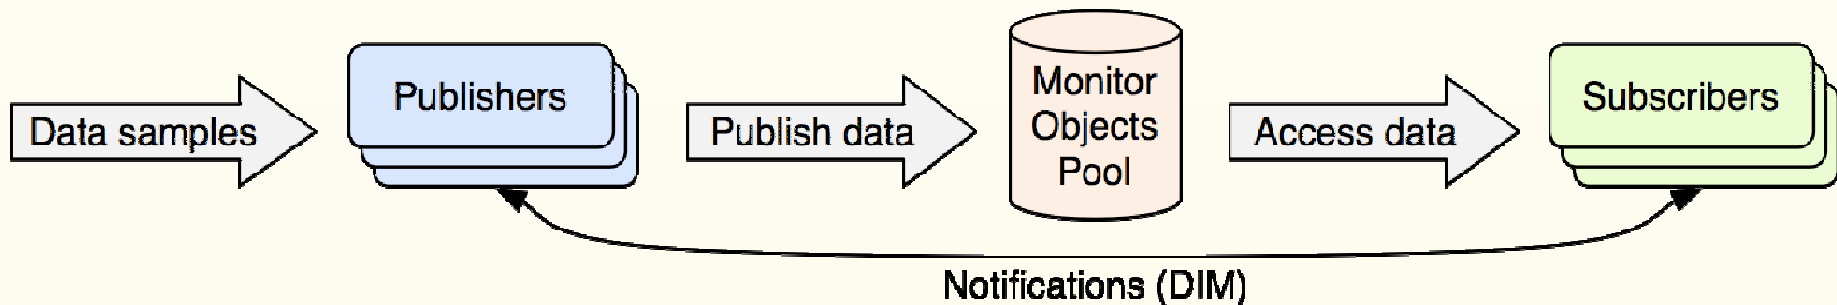 Data samples
Publishers
Publish data
Monitor
Objects
Pool
Access data
Subscribers
Notifications (DIM)